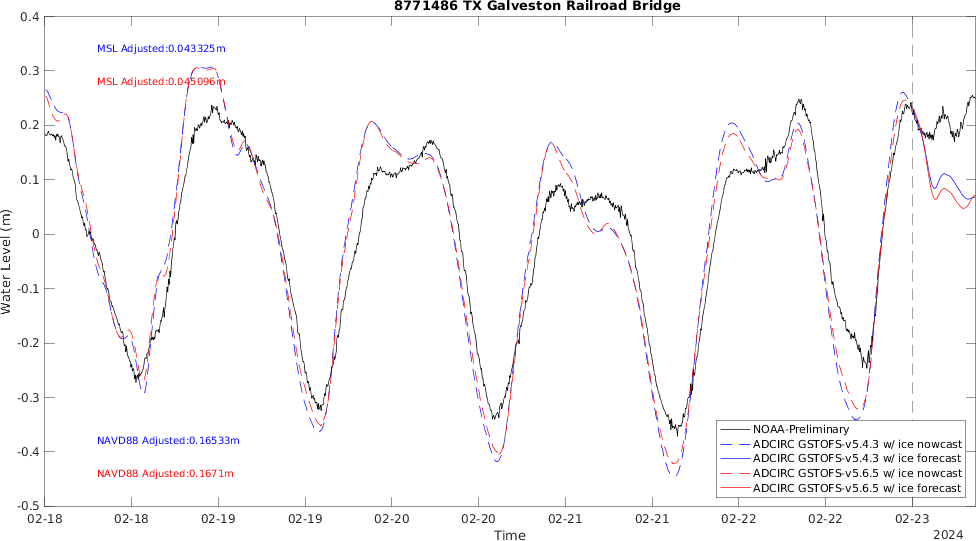 8771486 TX Galveston Railroad Bridge
0.4
0.3
0.2
0.1
0
-0.1
-0.2
-0.3
-0.4
-0.5
Water Level (m)
MSL Adjusted:0.043325m
MSL Adjusted:0.045096m
NAVD88 Adjusted:0.16533m
NAVD88 Adjusted:0.1671m
NOAA-Preliminary
ADCIRC GSTOFS-v5.4.3 w/ ice nowcast
ADCIRC GSTOFS-v5.4.3 w/ ice forecast
ADCIRC GSTOFS-v5.6.5 w/ ice nowcast
ADCIRC GSTOFS-v5.6.5 w/ ice forecast
02-18 02-18 02-19 02-19 02-20 02-20 02-21 02-21 02-22 02-22 02-23
Time
2024